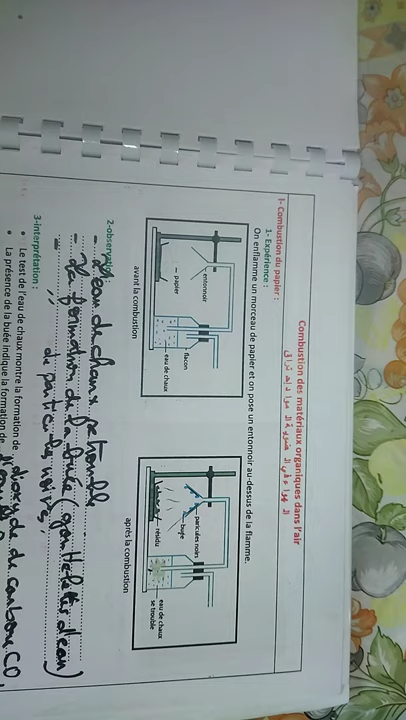 Combustion des matériaux organiques dans l'air
I- Combustion du papier :
1- Expérience :
On enflamme un morceau de papier et on pose un entonnoir au-dessus de la flamme.
entonnoir
papier
flacon
eau de chaux
avant la combustion
paricules noirs
buée
résidu
eau de chaux
se trouble
après la combustion
2-observation :
- L'eau de chaux se trouble
- La formation de la buée (gouttelettes d'eau)
- " de particules noires.
3-interprétation :
• Le test de l'eau de chaux montre la formation de dioxyde de carbone CO
• La présence de la buée indique la formation de